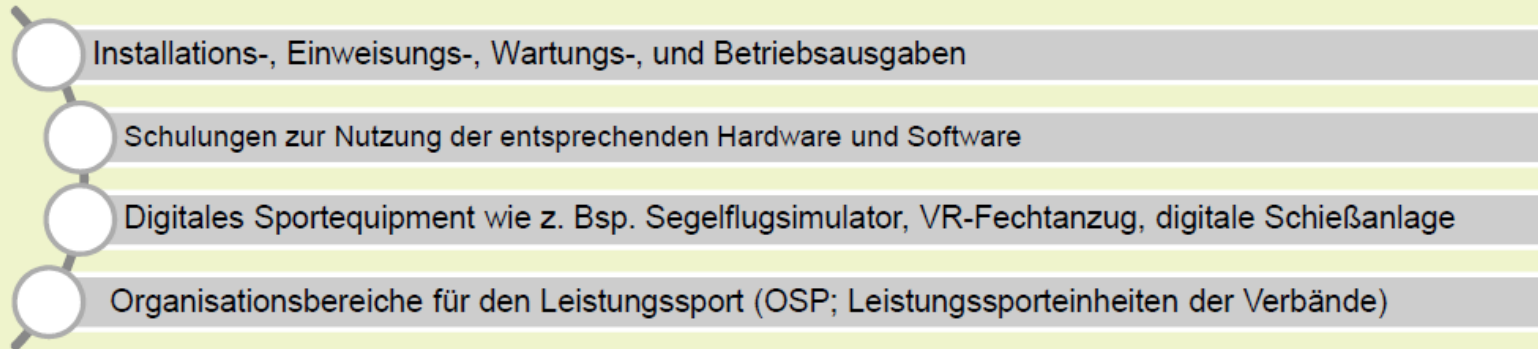 Installations-, Einweisungs-, Wartungs-, und Betriebsausgaben
Schulungen zur Nutzung der entsprechenden Hardware und Software
Digitales Sportequipment wie z. Bsp. Segelflugsimulator, VR-Fechtanzug, digitale Schießanlage
Organisationsbereiche für den Leistungssport (OSP; Leistungssporteinheiten der Verbände)